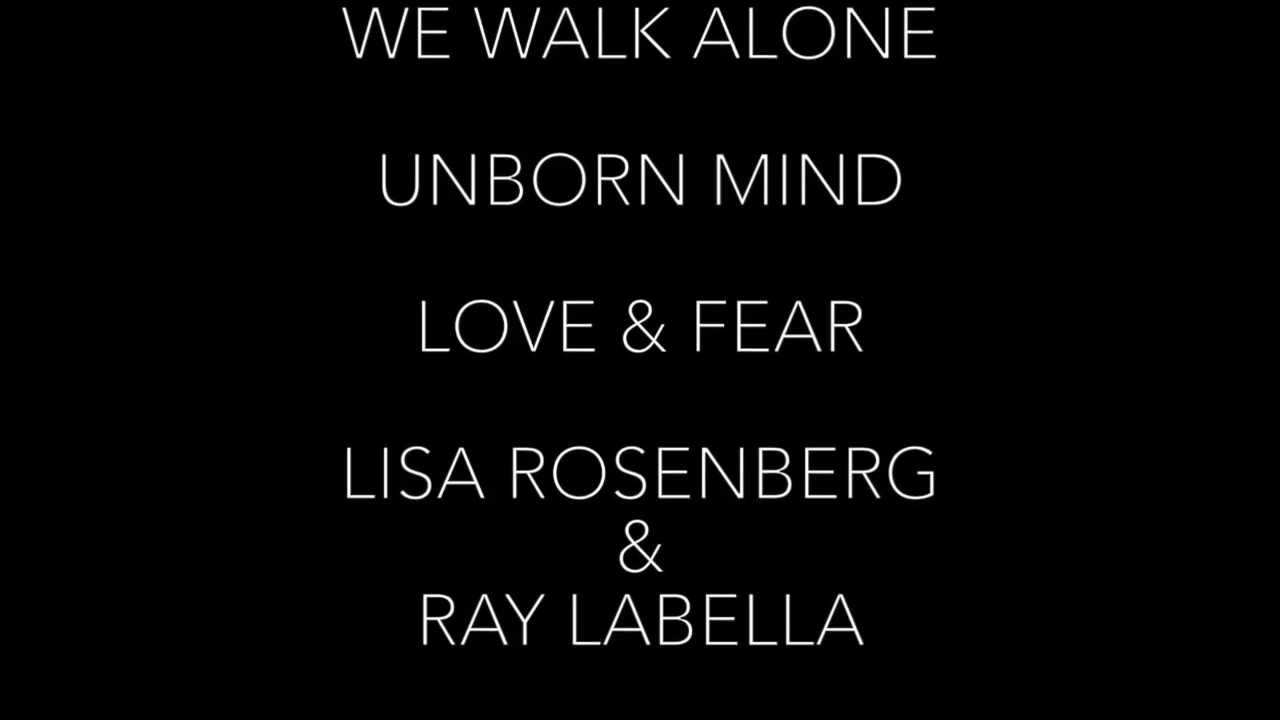 WE WALK ALONE
UNBORN MIND
LOVE & FEAR
LISA ROSENBERG
&
RAY LABELLA